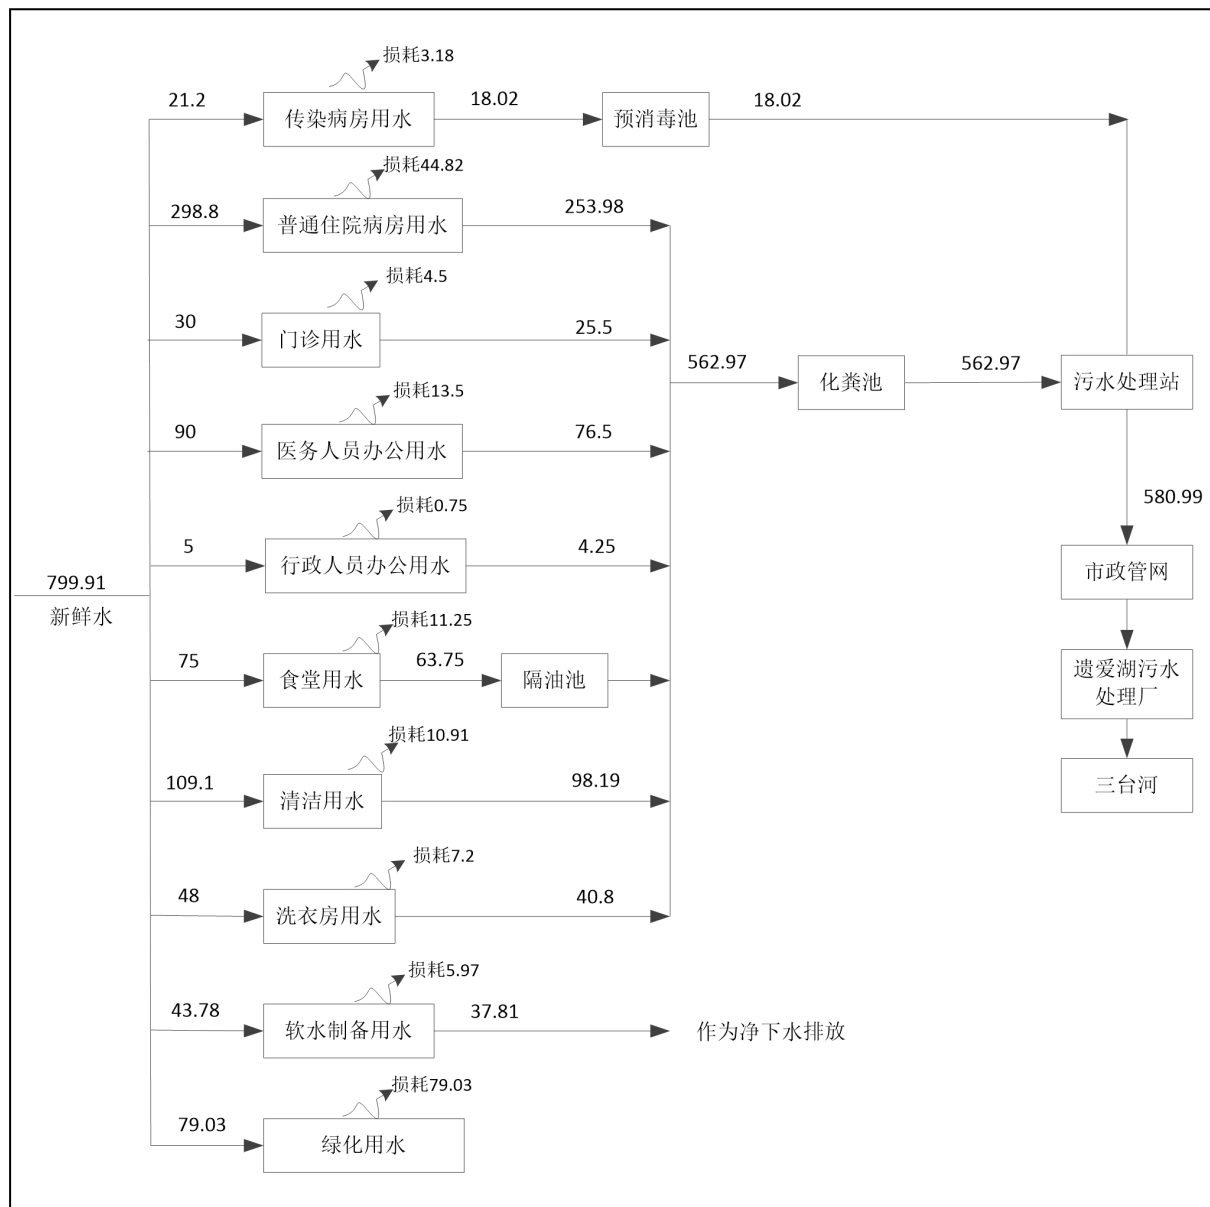 损耗3.18
21.2
传染病房用水
18.02
预消毒池
18.02
损耗44.82
298.8
普通住院病房用水
253.98
损耗4.5
30
门诊用水
25.5
562.97
化粪池
562.97
污水处理站
损耗13.5
90
医务人员办公用水
76.5
580.99
损耗0.75
5
行政人员办公用水
4.25
市政管网
799.91
新鲜水
损耗11.25
75
食堂用水
63.75
隔油池
遗爱湖污水
处理厂
损耗10.91
109.1
清洁用水
98.19
三台河
损耗7.2
48
洗衣房用水
40.8
损耗5.97
43.78
软水制备用水
37.81
作为净下水排放
损耗79.03
79.03
绿化用水